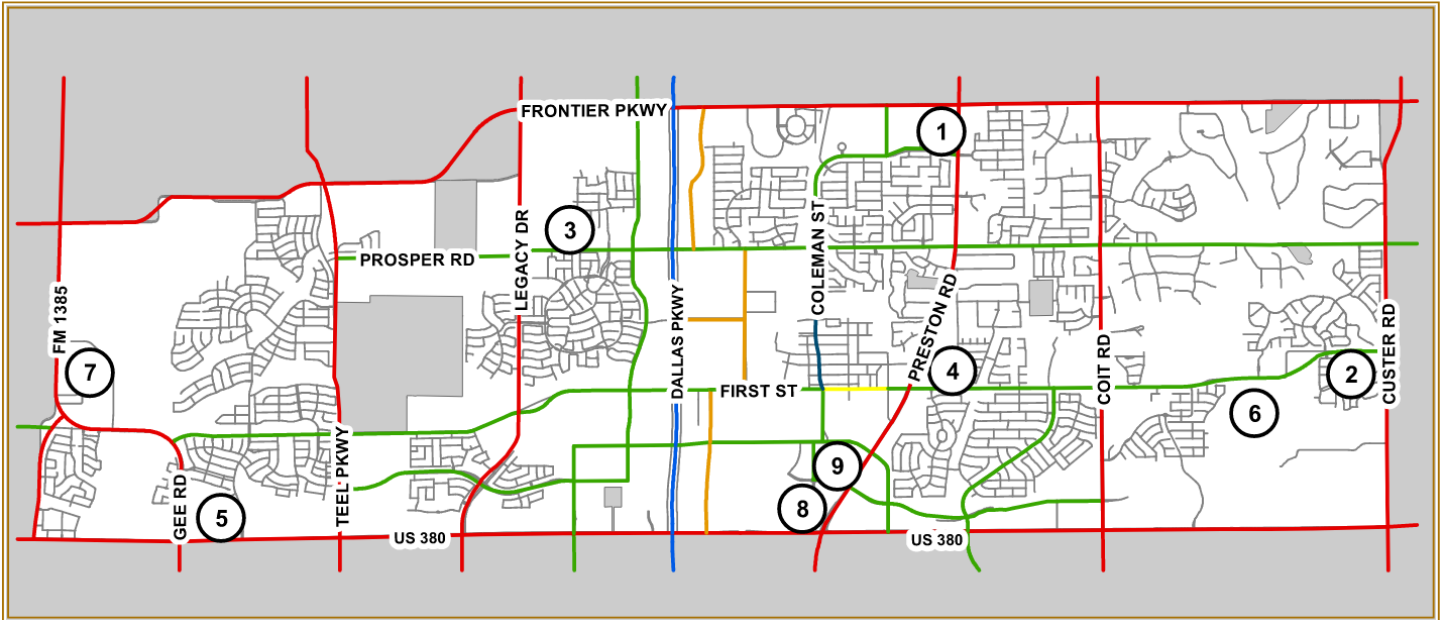 FRONTIER PKWY
1
COLEMAN ST
LEGACY DR
3
PROSPER RD
FM 1385
DALLAS PKWY
PRESTON RD
COIT RD
CUSTER RD
7
4
2
FIRST ST
6
TEEL PKWY
GEE RD
9
8
5
US 380
US 380